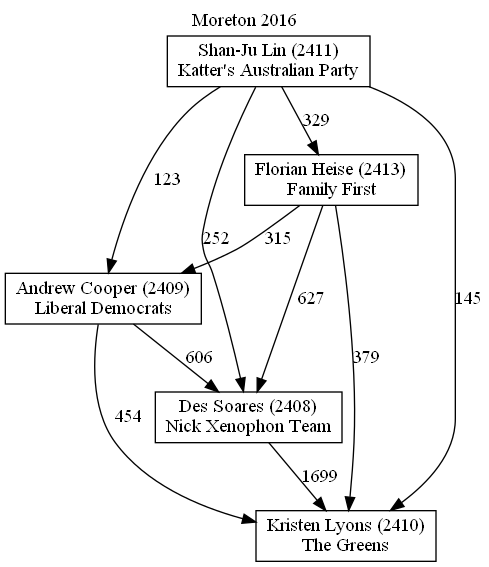 Moreton 2016
Shan-Ju Lin (2411)
Katter's Australian Party
329
Florian Heise (2413)
Family First
123
252
315
Andrew Cooper (2409)
Liberal Democrats
627
145
606
379
Des Soares (2408)
Nick Xenophon Team
454
1699
Kristen Lyons (2410)
The Greens